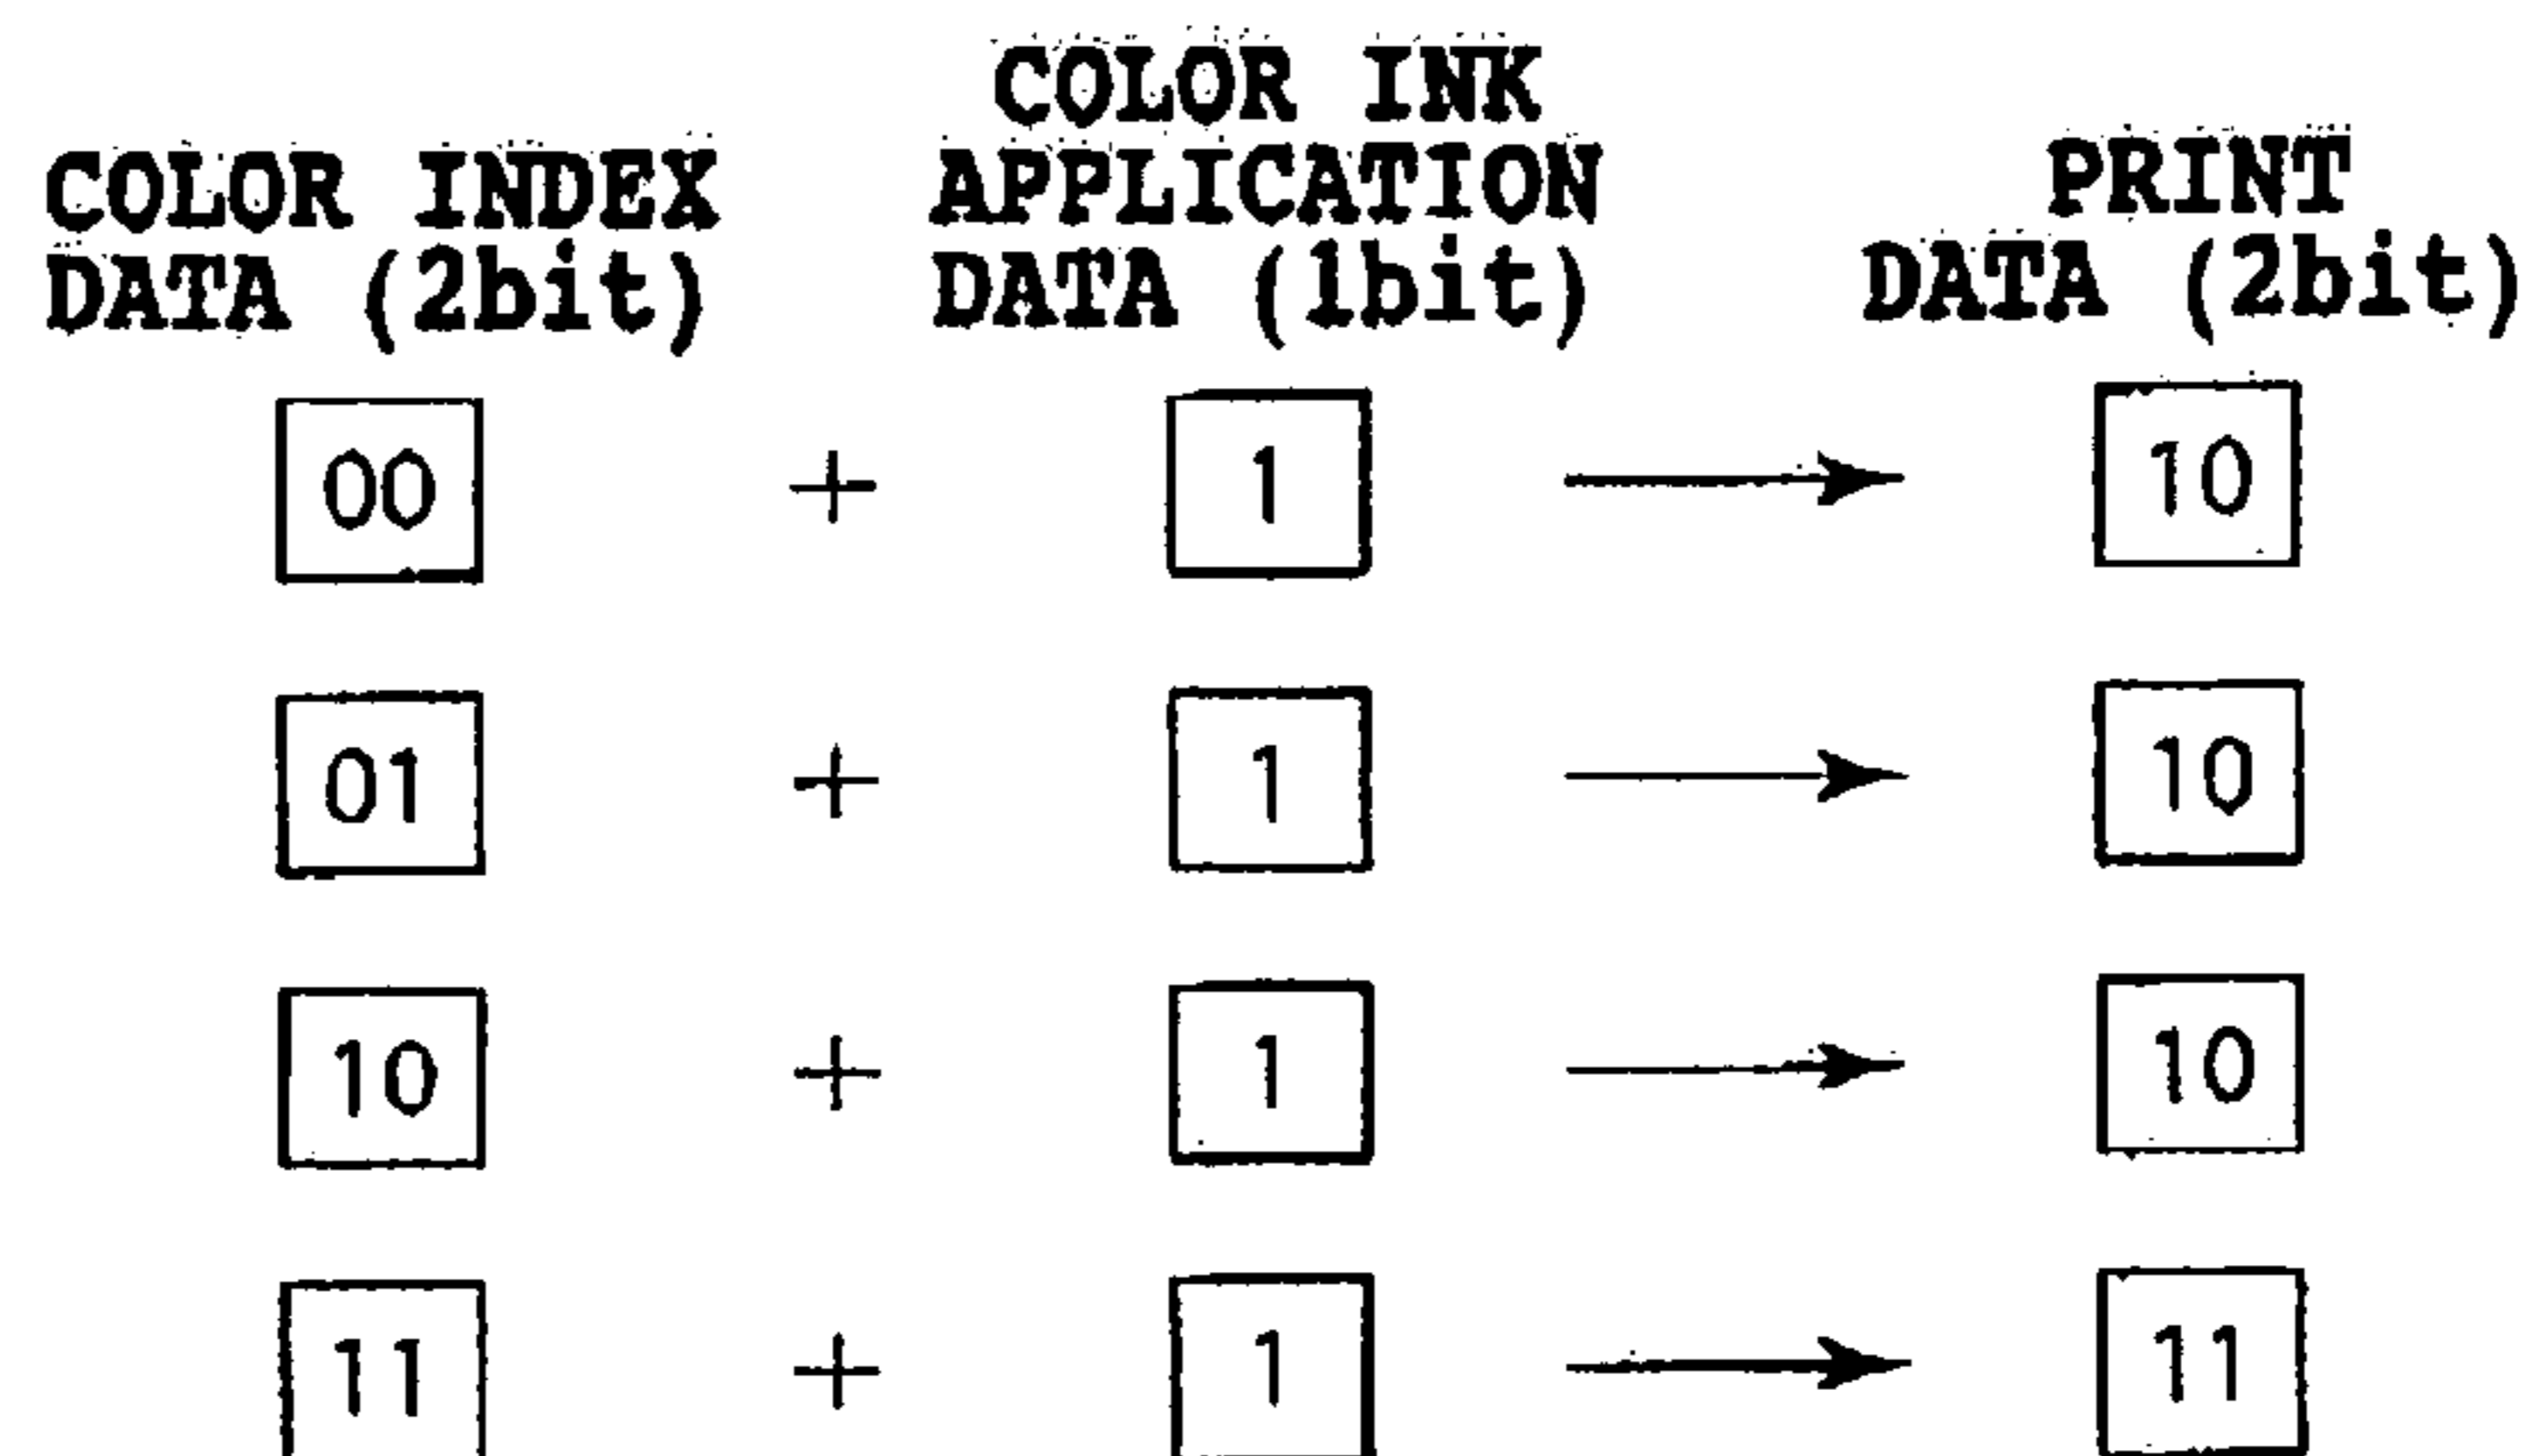 COLOR INDEX
DATA (2bit)
COLOR INK
APPLICATION
DATA (1bit)
PRINT
DATA (2bit)
00 + 1 10
01 + 1 10
10 + 1 10
11 + 1 11